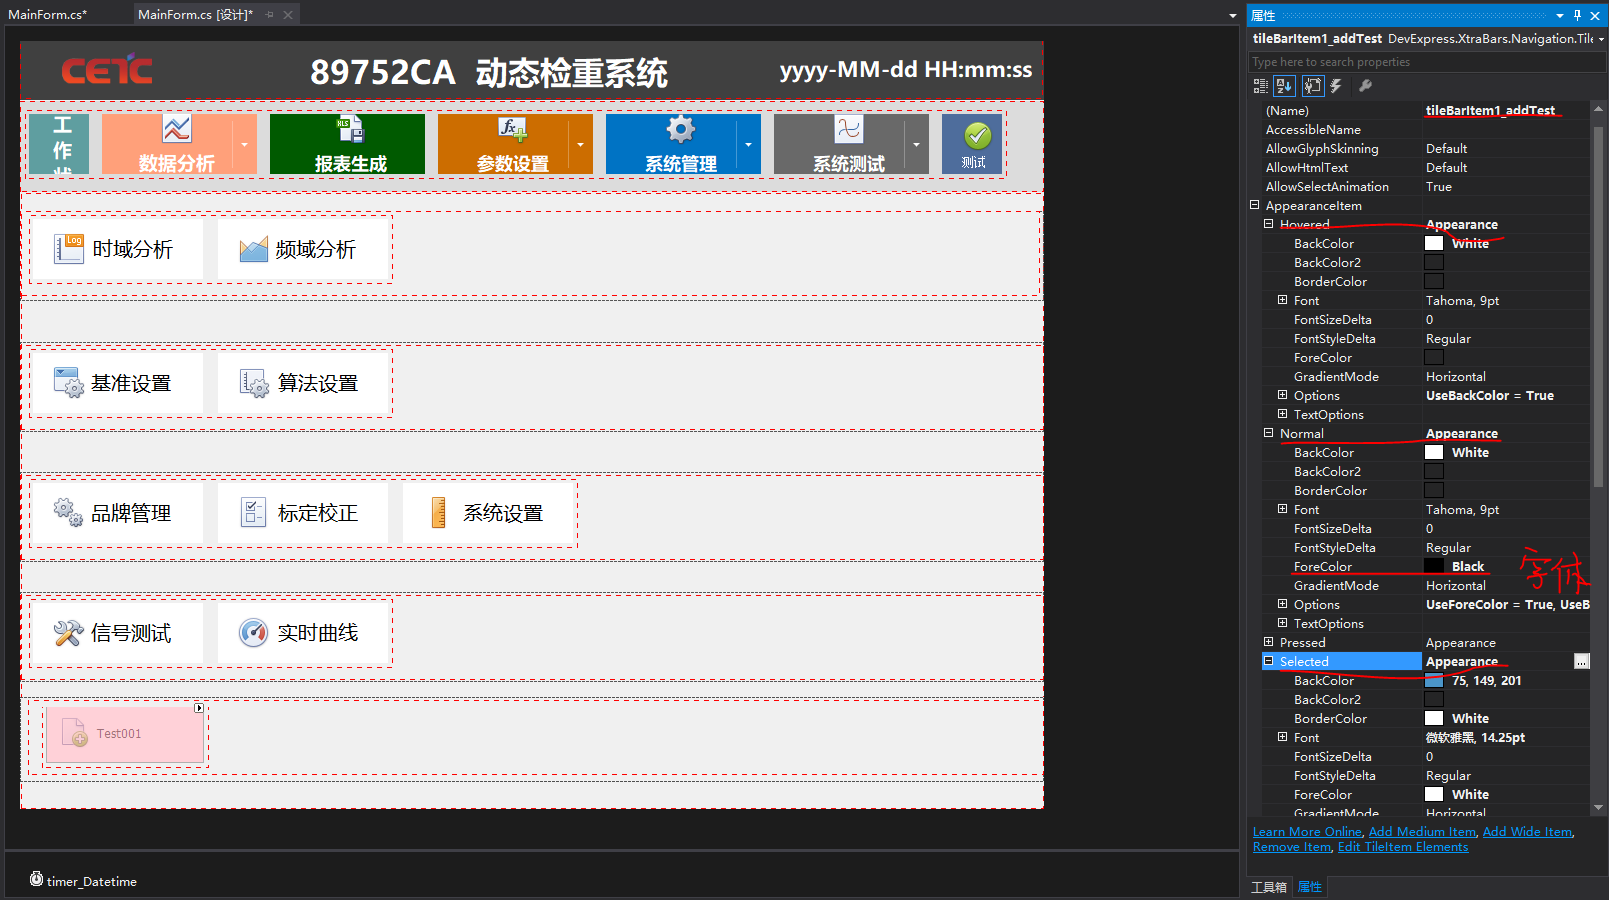 MainForm.cs*
MainForm.cs [设计]*
CETC
89752CA 动态检重系统
yyyy-MM-dd HH:mm:ss
工
作
数据分析
XLS
报表生成
fx
参数设置
系统管理
系统测试
测试
Log
时域分析
频域分析
基准设置
算法设置
品牌管理
标定校正
系统设置
信号测试
实时曲线
Test001
timer_Datetime
属性
tileBarItem1_addTest DevExpress.XtraBars.Navigation.Tile
Type here to search properties
(Name) tileBarItem1_addTest
AccessibleName
AllowGlyphSkinning Default
AllowHtmlText Default
AllowSelectAnimation True
AppearanceItem
Hovered Appearance
BackColor White
BackColor2
BorderColor
Font Tahoma, 9pt
FontSizeDelta 0
FontStyleDelta Regular
ForeColor
GradientMode Horizontal
Options UseBackColor = True
TextOptions
Normal Appearance
BackColor White
BackColor2
BorderColor
Font Tahoma, 9pt
FontSizeDelta 0
FontStyleDelta Regular
ForeColor Black
字体
GradientMode Horizontal
Options UseForeColor = True, UseB
TextOptions
Pressed Appearance
Selected Appearance ...
BackColor 75, 149, 201
BackColor2
BorderColor White
Font 微软雅黑, 14.25pt
FontSizeDelta 0
FontStyleDelta Regular
ForeColor White
GradientMode Horizontal
Learn More Online, Add Medium Item, Add Wide Item,
Remove Item, Edit TileItem Elements
工具箱 属性